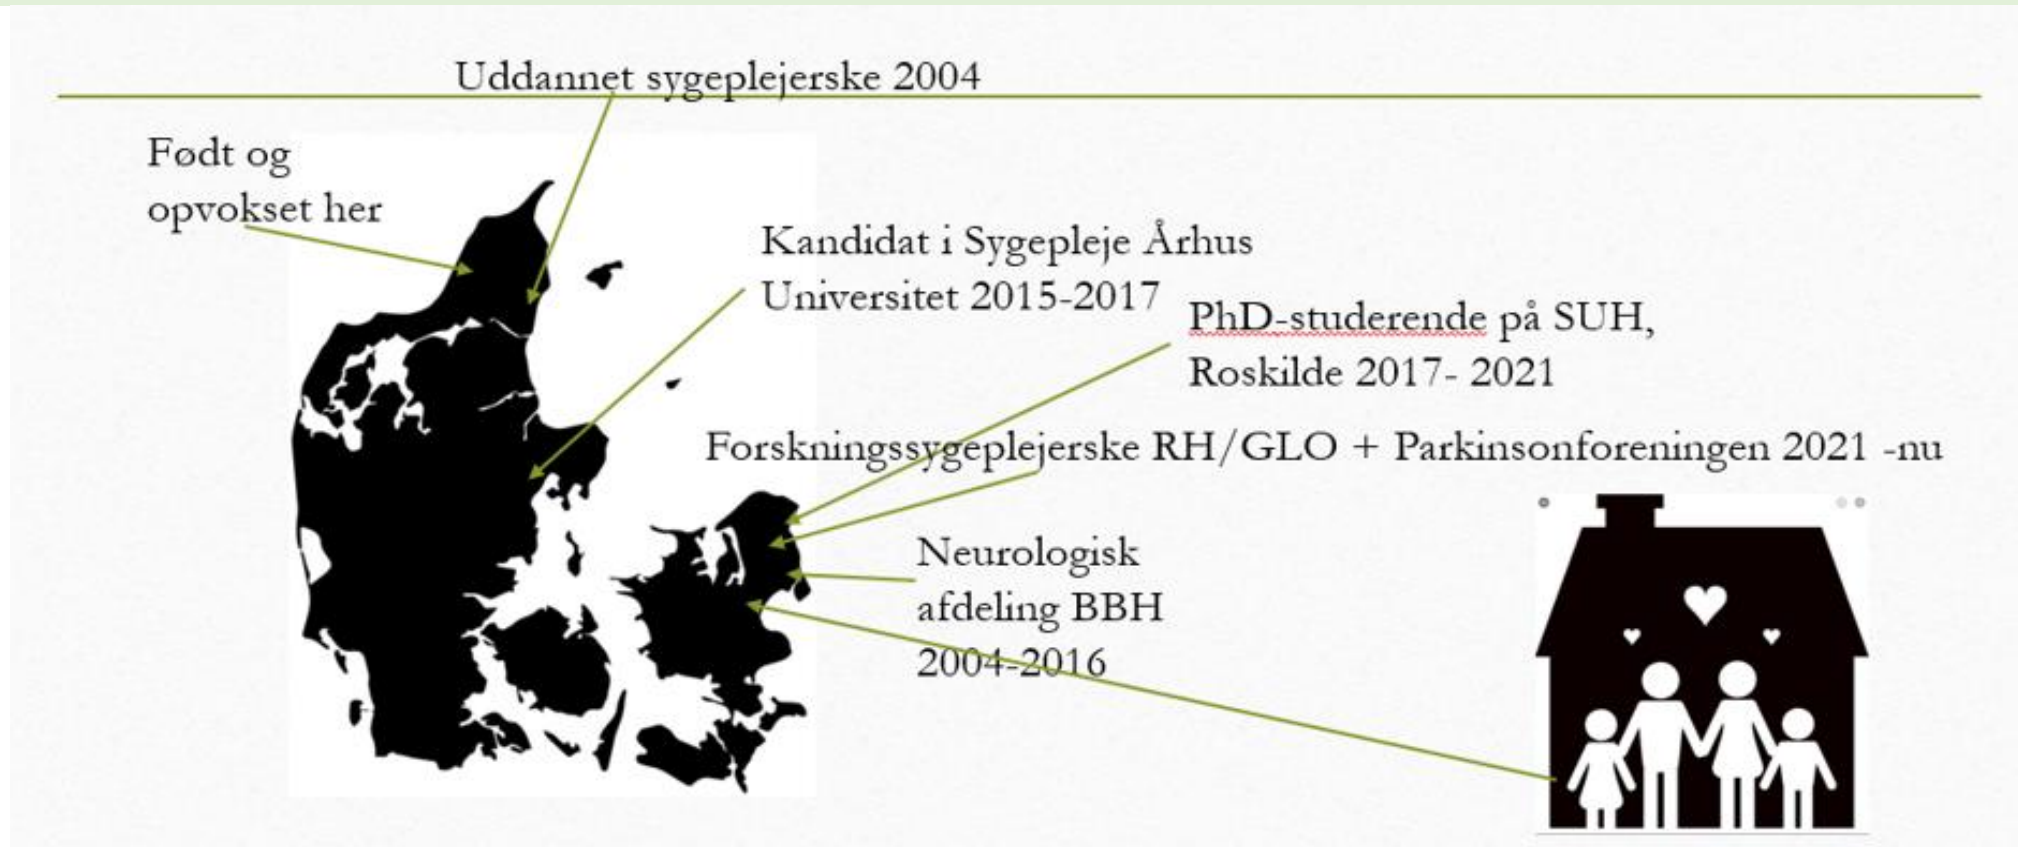 Uddannet sygeplejerske 2004
Født og
opvokset her
Kandidat i Sygepleje Århus
Universitet 2015-2017
PhD-studerende på SUH,
Roskilde 2017- 2021
Forskningssygeplejerske RH/GLO + Parkinsonforeningen 2021 -nu
Neurologisk
afdeling BBH
2004-2016